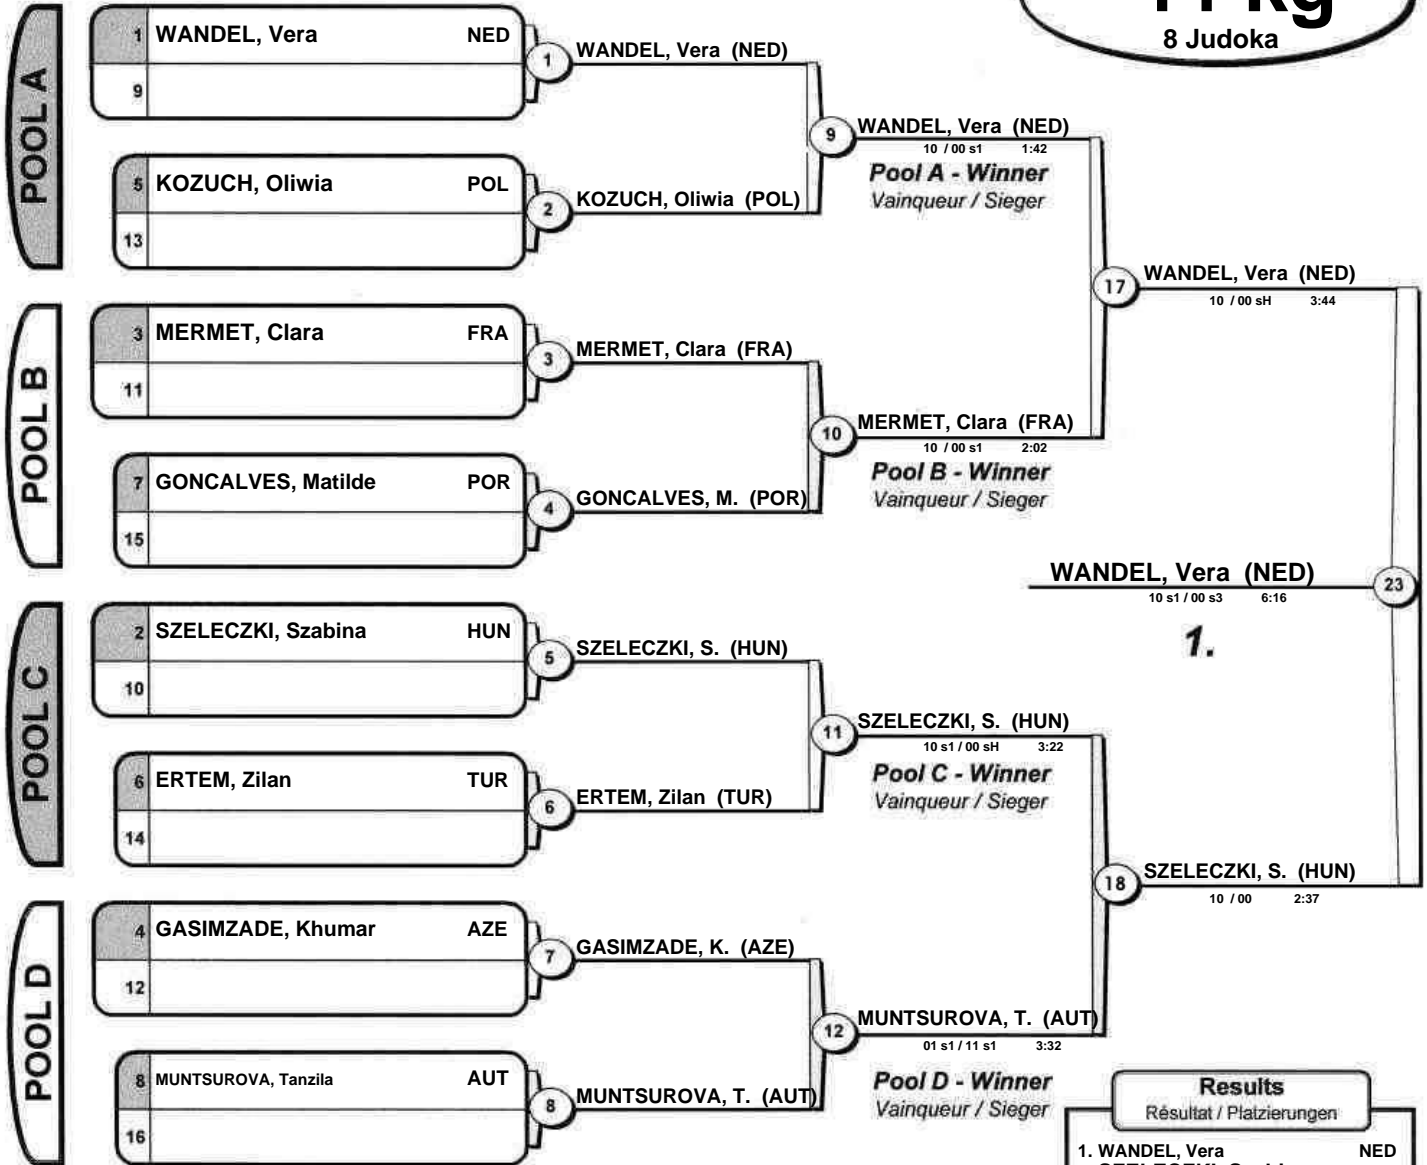 8 Judoka
POOL A
1 WANDEL, Vera NED
9
1 WANDEL, Vera (NED)
5 KOZUCH, Oliwia POL
13
2 KOZUCH, Oliwia (POL)
9 WANDEL, Vera (NED)
10 / 00 s1 1:42
Pool A - Winner
Vainqueur / Sieger
17 WANDEL, Vera (NED)
10 / 00 sH 3:44
POOL B
3 MERMET, Clara FRA
11
3 MERMET, Clara (FRA)
7 GONCALVES, Matilde POR
15
4 GONCALVES, M. (POR)
10 MERMET, Clara (FRA)
10 / 00 s1 2:02
Pool B - Winner
Vainqueur / Sieger
WANDEL, Vera (NED) 23
10 s1 / 00 s3 6:16
1.
POOL C
2 SZELECZKI, Szabina HUN
10
5 SZELECZKI, S. (HUN)
6 ERTEM, Zilan TUR
14
6 ERTEM, Zilan (TUR)
11 SZELECZKI, S. (HUN)
10 s1 / 00 sH 3:22
Pool C - Winner
Vainqueur / Sieger
18 SZELECZKI, S. (HUN)
10 / 00 2:37
POOL D
4 GASIMZADE, Khumar AZE
12
7 GASIMZADE, K. (AZE)
8 MUNTSUROVA, Tanzila AUT
16
8 MUNTSUROVA, T. (AUT)
12 MUNTSUROVA, T. (AUT)
01 s1 / 11 s1 3:32
Pool D - Winner
Vainqueur / Sieger
Results
Résultat / Platzierungen
1. WANDEL, Vera NED